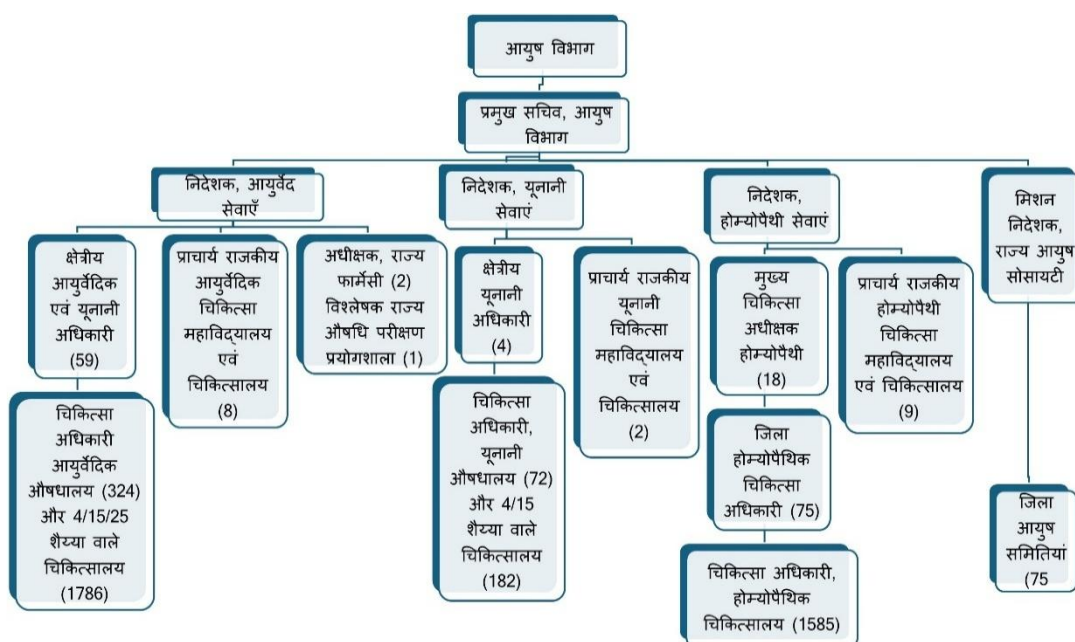 आयुष विभाग
प्रमुख सचिव, आयुष
विभाग
निदेशक, आयुर्वेद
सेवाएँ
निदेशक, यूनानी
सेवाएं
निदेशक,
होम्योपैथी सेवाएं
मिशन
निदेशक,
राज्य आयुष
सोसायटी
क्षेत्रीय
आयुर्वेदिक
एवं यूनानी
अधिकारी
(59)
प्राचार्य राजकीय
आयुर्वेदिक
चिकित्सा
महाविद्यालय
एवं
चिकित्सालय
(8)
अधीक्षक, राज्य
फार्मेसी (2)
विश्लेषक राज्य
औषधि परीक्षण
प्रयोगशाला (1)
क्षेत्रीय
यूनानी
अधिकारी
(4)
प्राचार्य राजकीय
यूनानी
चिकित्सा
महाविद्यालय
एवं
चिकित्सालय
(2)
मुख्य
चिकित्सा
अधीक्षक
होम्योपैथी
(18)
प्राचार्य राजकीय
होम्योपैथी
चिकित्सा
महाविद्यालय
एवं चिकित्सालय
(9)
चिकित्सा
अधिकारी
आयुर्वेदिक
औषधालय (324)
और 4/15/25
शैय्या वाले
चिकित्सालय
(1786)
चिकित्सा
अधिकारी,
यूनानी
औषधालय (72)
और 4/15
शैय्या वाले
चिकित्सालय
(182)
जिला
होम्योपैथिक
चिकित्सा
अधिकारी (75)
चिकित्सा अधिकारी,
होम्योपैथिक
चिकित्सालय (1585)
जिला
आयुष
समितियां
(75